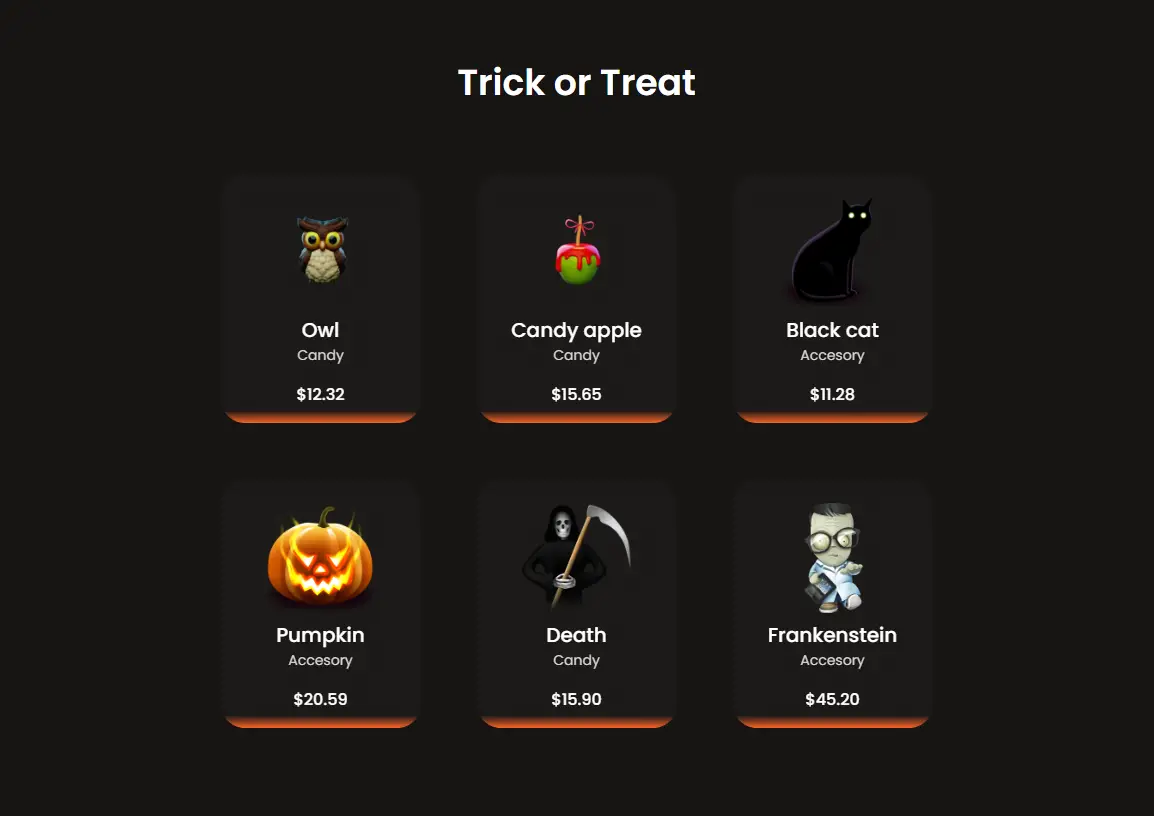 Trick or Treat
Owl
Candy
$12.32
Candy apple
Candy
$15.65
Black cat
Accesory
$11.28
Pumpkin
Accesory
$20.59
Death
Candy
$15.90
Frankenstein
Accesory
$45.20